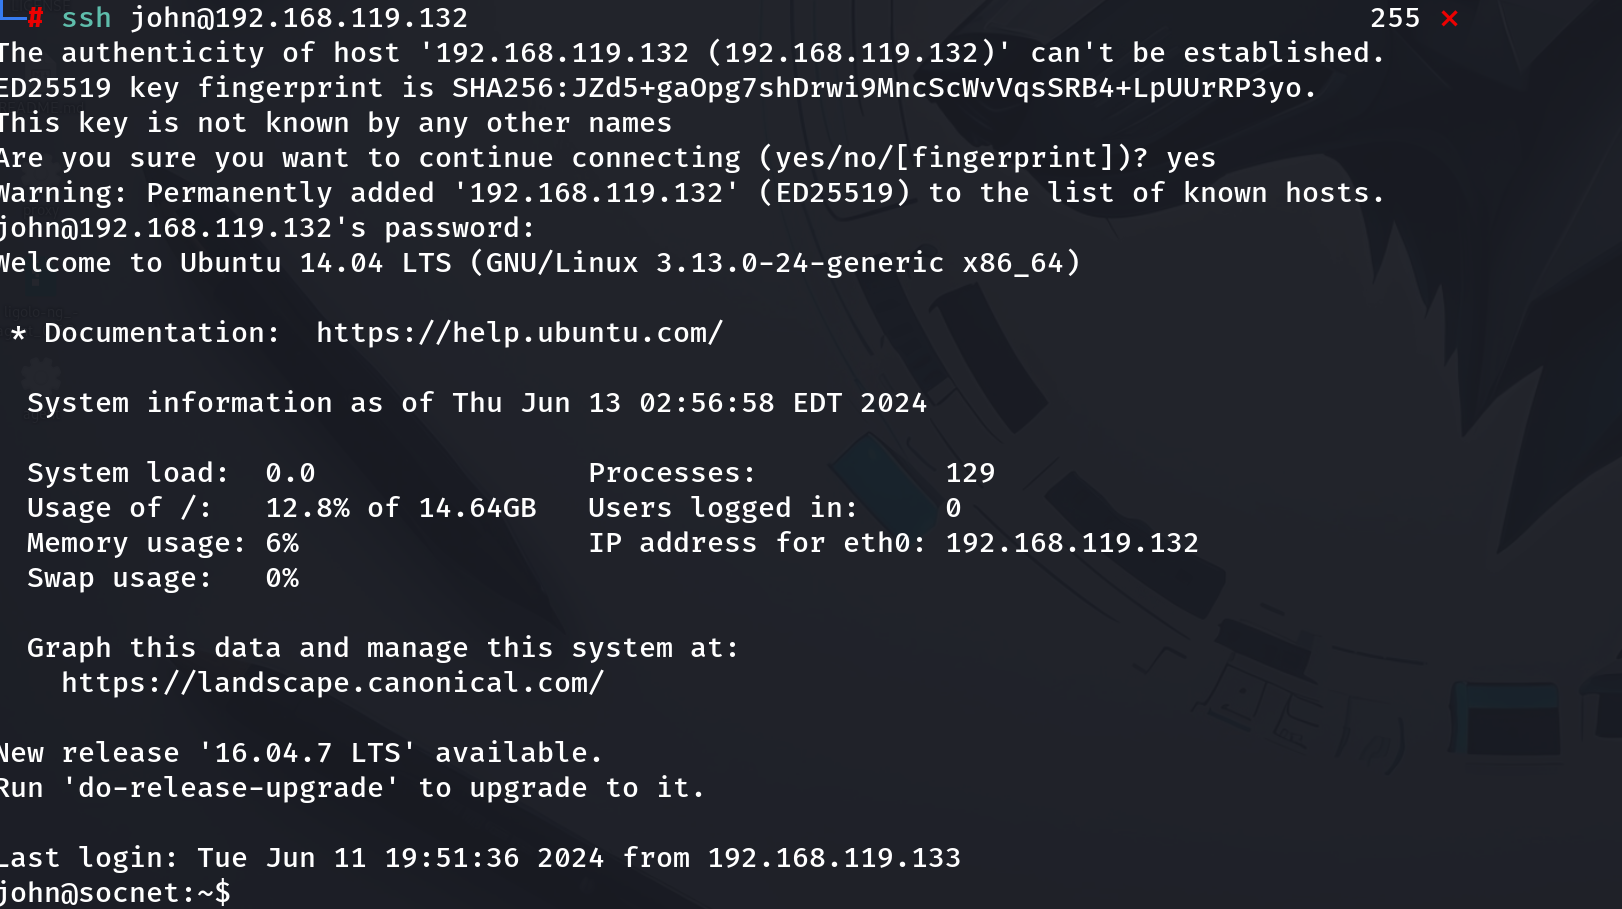 # ssh john@192.168.119.132 255 ×
The authenticity of host '192.168.119.132 (192.168.119.132)' can't be established.
ED25519 key fingerprint is SHA256:JZd5+gaOpg7shDrwi9MncScWvVqsSRB4+LpUUrRP3yo.
This key is not known by any other names
Are you sure you want to continue connecting (yes/no/[fingerprint])? yes
Warning: Permanently added '192.168.119.132' (ED25519) to the list of known hosts.
john@192.168.119.132's password:
Welcome to Ubuntu 14.04 LTS (GNU/Linux 3.13.0-24-generic x86_64)
* Documentation:  https://help.ubuntu.com/
System information as of Thu Jun 13 02:56:58 EDT 2024
System load:  0.0 Processes: 129
Usage of /: 12.8% of 14.64GB Users logged in: 0
Memory usage: 6% IP address for eth0: 192.168.119.132
Swap usage: 0%
Graph this data and manage this system at:
https://landscape.canonical.com/
New release '16.04.7 LTS' available.
Run 'do-release-upgrade' to upgrade to it.
Last login: Tue Jun 11 19:51:36 2024 from 192.168.119.133
john@socnet:~$